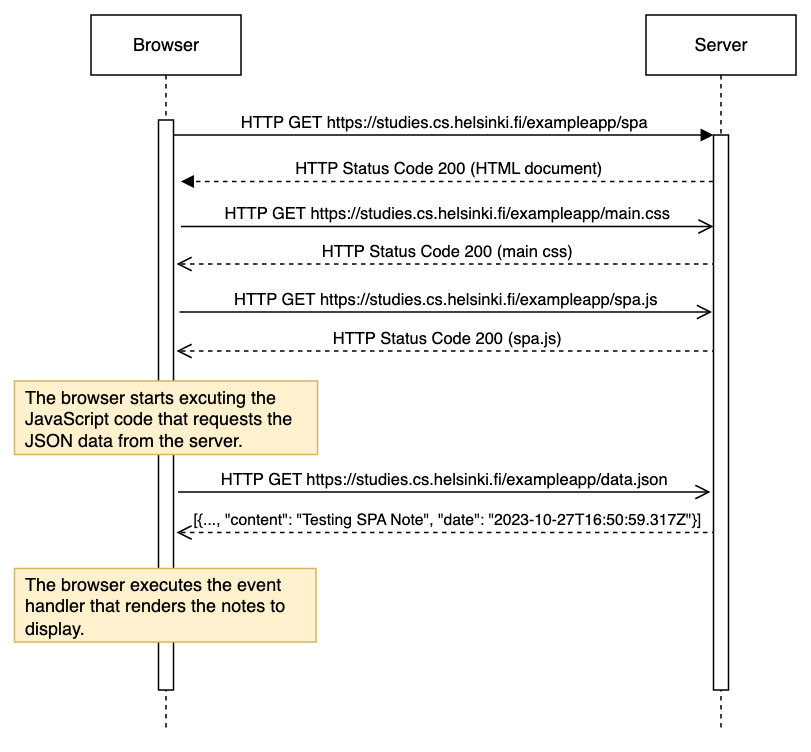 Browser
Server
HTTP GET https://studies.cs.helsinki.fi/exampleapp/spa
HTTP Status Code 200 (HTML document)
HTTP GET https://studies.cs.helsinki.fi/exampleapp/main.css
HTTP Status Code 200 (main css)
HTTP GET https://studies.cs.helsinki.fi/exampleapp/spa.js
HTTP Status Code 200 (spa.js)
The browser starts excuting the
JavaScript code that requests the
JSON data from the server.
HTTP GET https://studies.cs.helsinki.fi/exampleapp/data.json
[{..., "content": "Testing SPA Note", "date": "2023-10-27T16:50:59.317Z"}]
The browser executes the event
handler that renders the notes to
display.